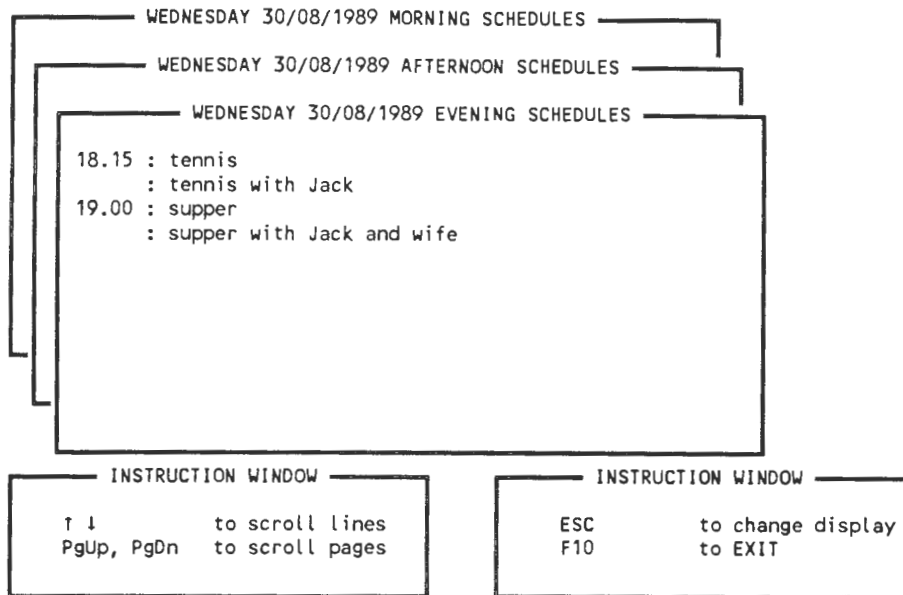 WEDNESDAY 30/08/1989 MORNING SCHEDULES
WEDNESDAY 30/08/1989 AFTERNOON SCHEDULES
WEDNESDAY 30/08/1989 EVENING SCHEDULES
18.15 : tennis
: tennis with Jack
19.00 : supper
: supper with Jack and wife
INSTRUCTION WINDOW
↑ ↓ to scroll lines
PgUp, PgDn to scroll pages
INSTRUCTION WINDOW
ESC to change display
F10 to EXIT